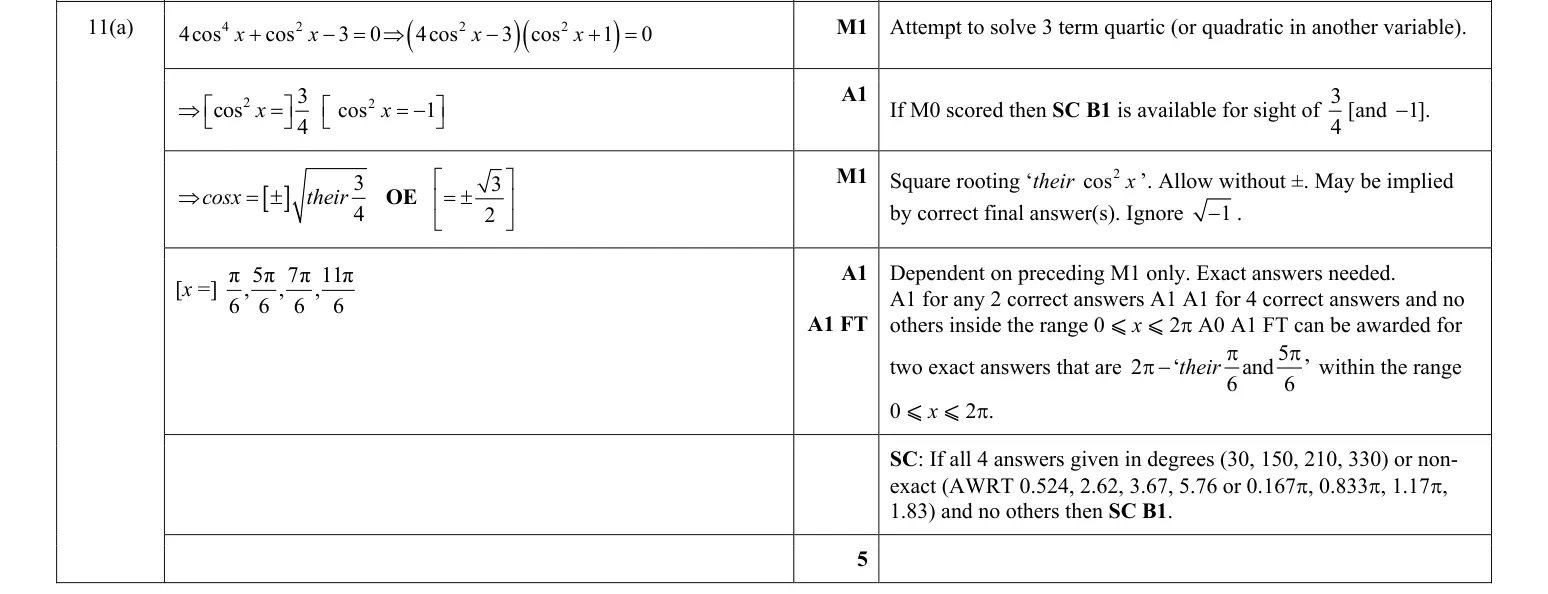 11(a)
4cos⁴ x + cos² x − 3 = 0 ⇒ (4cos² x − 3)(cos² x + 1) = 0
M1
Attempt to solve 3 term quartic (or quadratic in another variable).
⇒ [cos² x =] 3/4 [ cos² x = −1]
A1
If M0 scored then SC B1 is available for sight of 3/4 [and −1].
⇒ cosx = [±]√(their 3/4) OE [= ± √3/2]
M1
Square rooting ‘their cos² x ’. Allow without ±. May be implied
by correct final answer(s). Ignore √−1 .
[x =] π/6, 5π/6, 7π/6, 11π/6
A1
A1 FT
Dependent on preceding M1 only. Exact answers needed.
A1 for any 2 correct answers A1 A1 for 4 correct answers and no
others inside the range 0 ⩽ x ⩽ 2π A0 A1 FT can be awarded for
two exact answers that are 2π − ‘their π/6 and 5π/6’ within the range
0 ⩽ x ⩽ 2π.
SC: If all 4 answers given in degrees (30, 150, 210, 330) or non-
exact (AWRT 0.524, 2.62, 3.67, 5.76 or 0.167π, 0.833π, 1.17π,
1.83) and no others then SC B1.
5